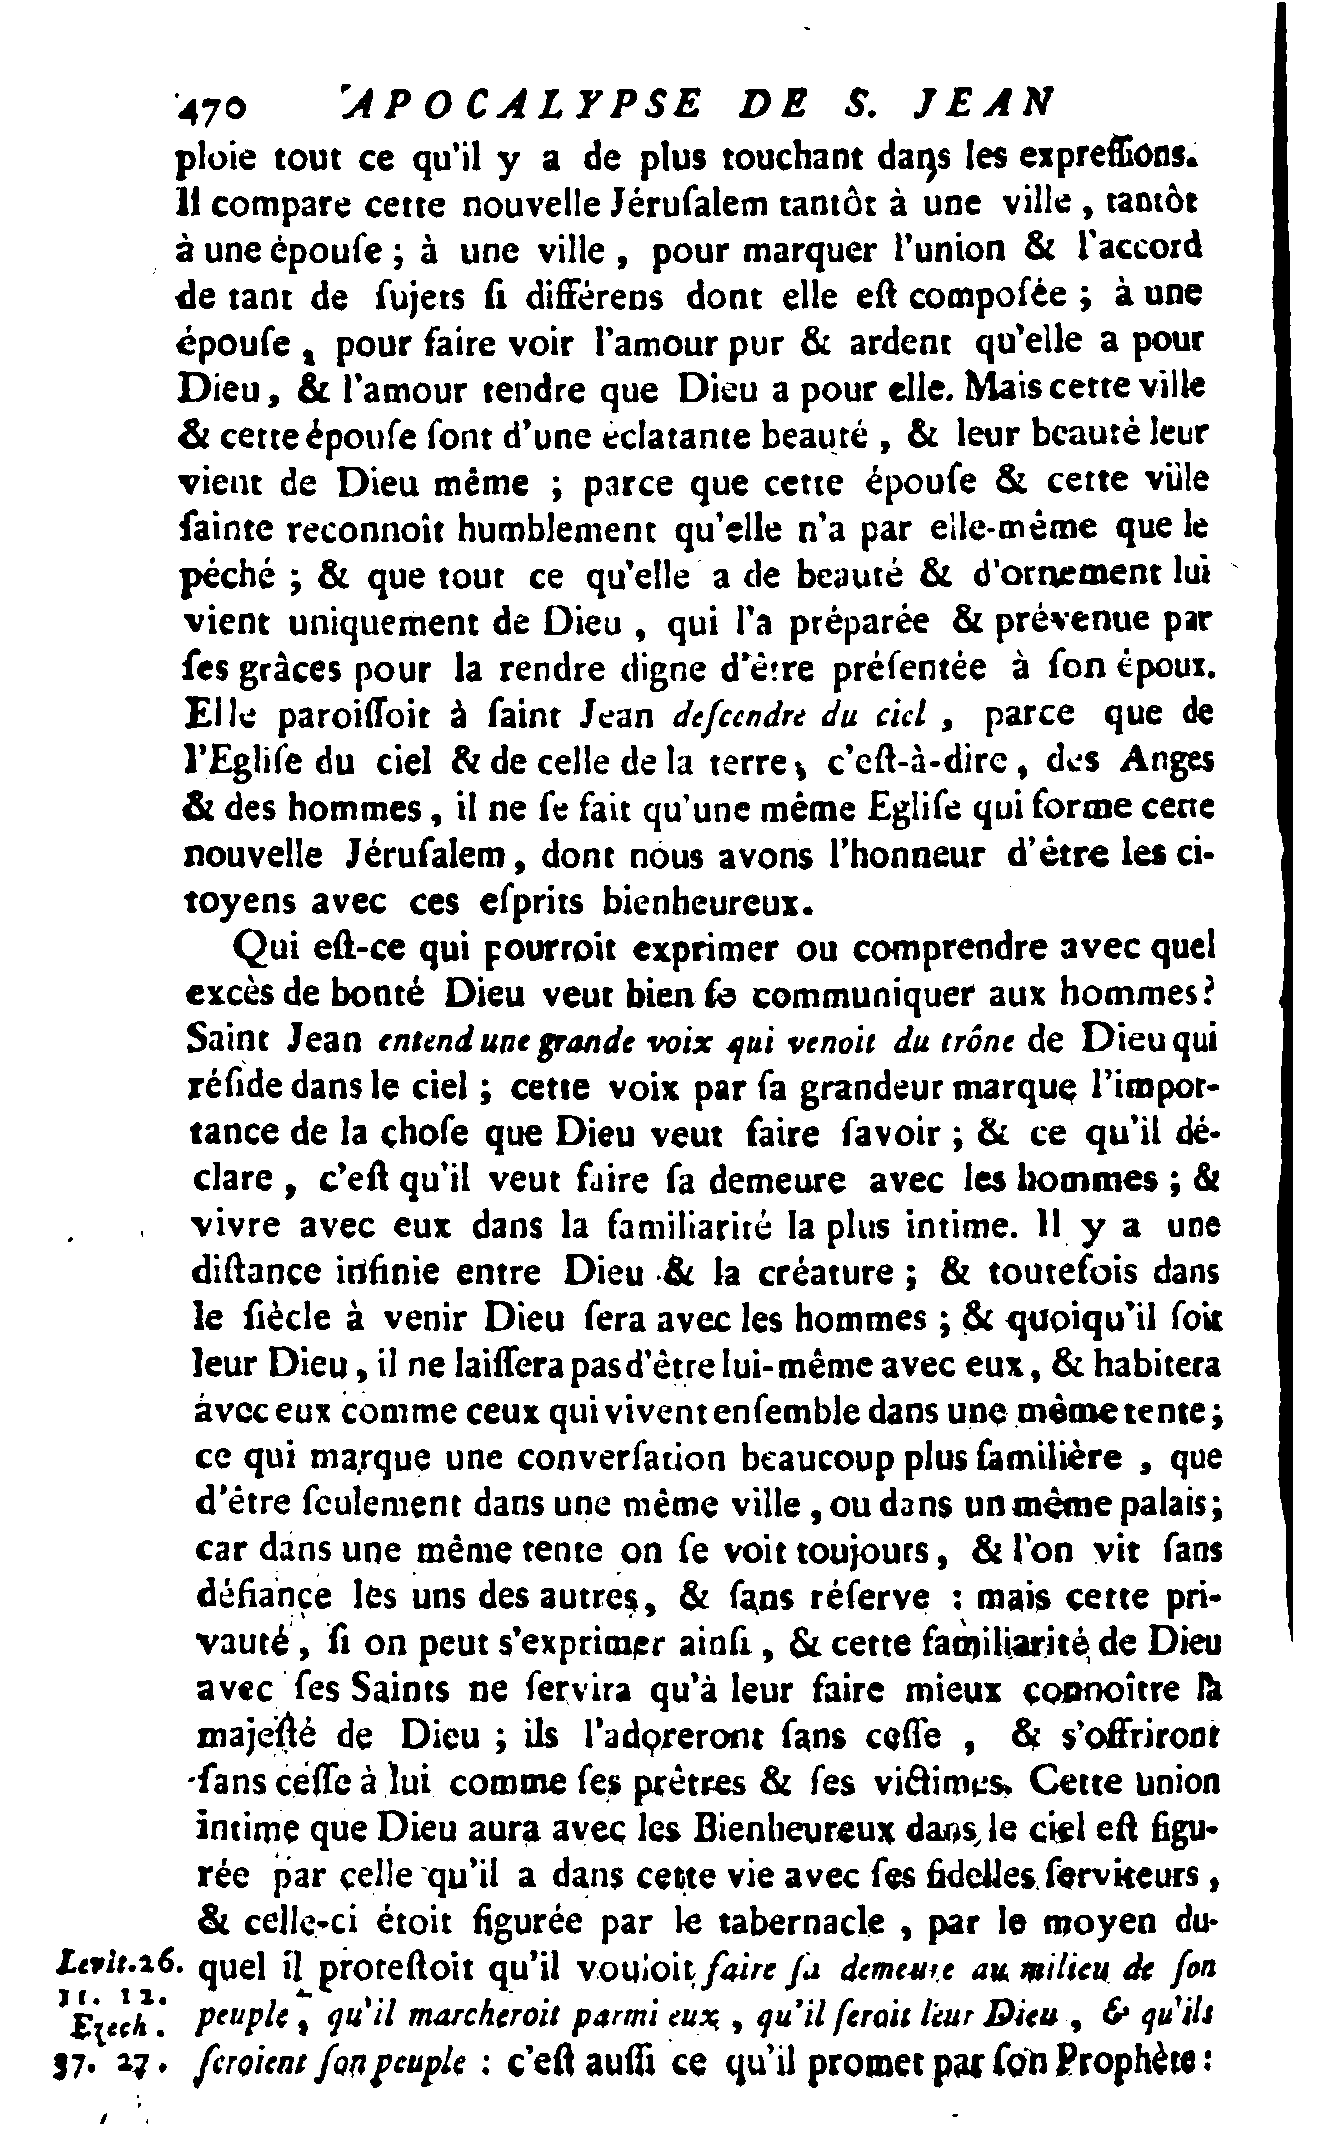 470 APOCALYPSE DE S. JEAN
ploie tout ce qu'il y a de plus touchant dans les expreſſions.
Il compare cette nouvelle Jéruſalem tantôt à une ville, tantôt
à une épouſe ; à une ville, pour marquer l'union & l'accord
de tant de ſujets ſi différens dont elle eſt compoſée ; à une
épouſe, pour faire voir l'amour pur & ardent qu'elle a pour
Dieu, & l'amour tendre que Dieu a pour elle. Mais cette ville
& cette épouſe ſont d'une éclatante beauté, & leur beauté leur
vient de Dieu même ; parce que cette épouſe & cette ville
ſainte reconnoît humblement qu'elle n'a par elle-même que le
péché ; & que tout ce qu'elle a de beauté & d'ornement lui
vient uniquement de Dieu, qui l'a préparée & prévenue par
ſes grâces pour la rendre digne d'être préſentée à ſon époux.
Elle paroiſſoit à ſaint Jean deſcendre du ciel, parce que de
l'Egliſe du ciel & de celle de la terre, c'eſt-à-dire, des Anges
& des hommes, il ne ſe fait qu'une même Egliſe qui forme cette
nouvelle Jéruſalem, dont nous avons l'honneur d'être les ci-
toyens avec ces eſprits bienheureux.
Qui eſt-ce qui pourroit exprimer ou comprendre avec quel
excès de bonté Dieu veut bien ſe communiquer aux hommes?
Saint Jean entend une grande voix qui venoit du trône de Dieu qui
réſide dans le ciel ; cette voix par ſa grandeur marque l'impor-
tance de la choſe que Dieu veut faire ſavoir ; & ce qu'il dé-
clare, c'eſt qu'il veut faire ſa demeure avec les hommes ; &
vivre avec eux dans la familiarité la plus intime. Il y a une
diſtance infinie entre Dieu & la créature ; & toutefois dans
le ſiècle à venir Dieu ſera avec les hommes ; & quoiqu'il ſoit
leur Dieu, il ne laiſſera pas d'être lui-même avec eux, & habitera
avec eux comme ceux qui vivent enſemble dans une même tente ;
ce qui marque une converſation beaucoup plus familière, que
d'être ſeulement dans une même ville, ou dans un même palais ;
car dans une même tente on ſe voit toujours, & l'on vit ſans
défiance les uns des autres, & ſans réſerve : mais cette pri-
vauté, ſi on peut s'exprimer ainſi, & cette familiarité de Dieu
avec ſes Saints ne ſervira qu'à leur faire mieux connoître la
majeſté de Dieu ; ils l'adoreront ſans ceſſe, & s'offriront
ſans ceſſe à lui comme ſes prêtres & ſes victimes. Cette union
intime que Dieu aura avec les Bienheureux dans le ciel eſt figu-
rée par celle qu'il a dans cette vie avec ſes fidelles ſerviteurs,
& celle-ci étoit figurée par le tabernacle, par le moyen du-
Levit. 26. quel il proteſtoit qu'il vouloit faire ſa demeure au milieu de ſon
11. 12.
Ezech. peuple, qu'il marcheroit parmi eux, qu'il ſeroit leur Dieu, & qu'ils
37. 27. ſeroient ſon peuple : c'eſt auſſi ce qu'il promet par ſon Prophète :